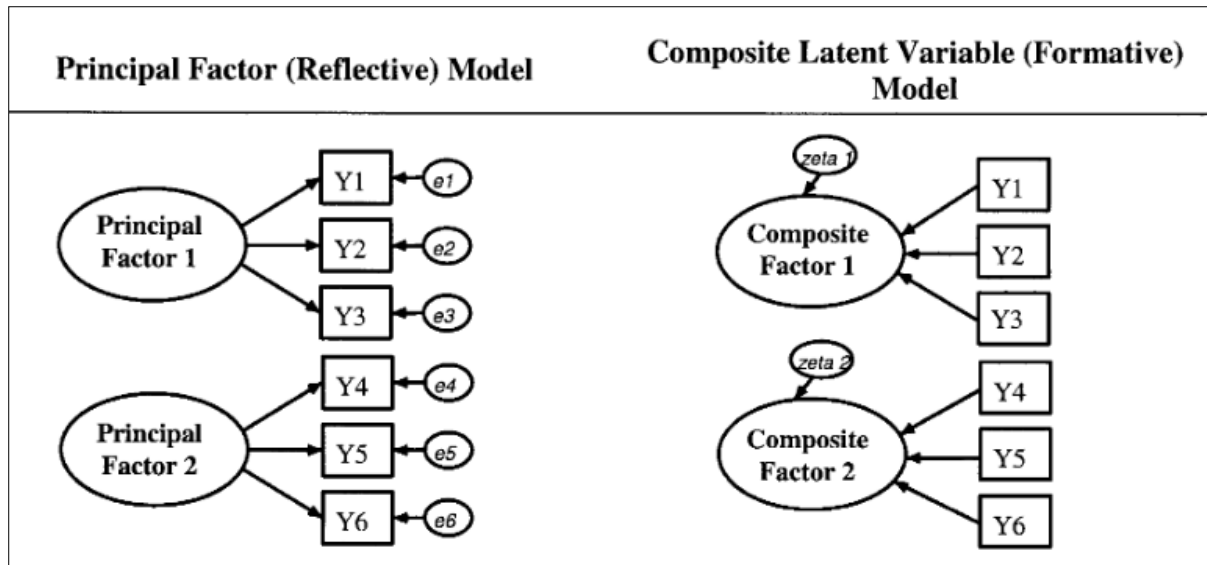 Principal Factor (Reflective) Model
Composite Latent Variable (Formative)
Model
Principal
Factor 1
Y1
e1
Y2
e2
Y3
e3
Principal
Factor 2
Y4
e4
Y5
e5
Y6
e6
zeta 1
Composite
Factor 1
Y1
Y2
Y3
zeta 2
Composite
Factor 2
Y4
Y5
Y6